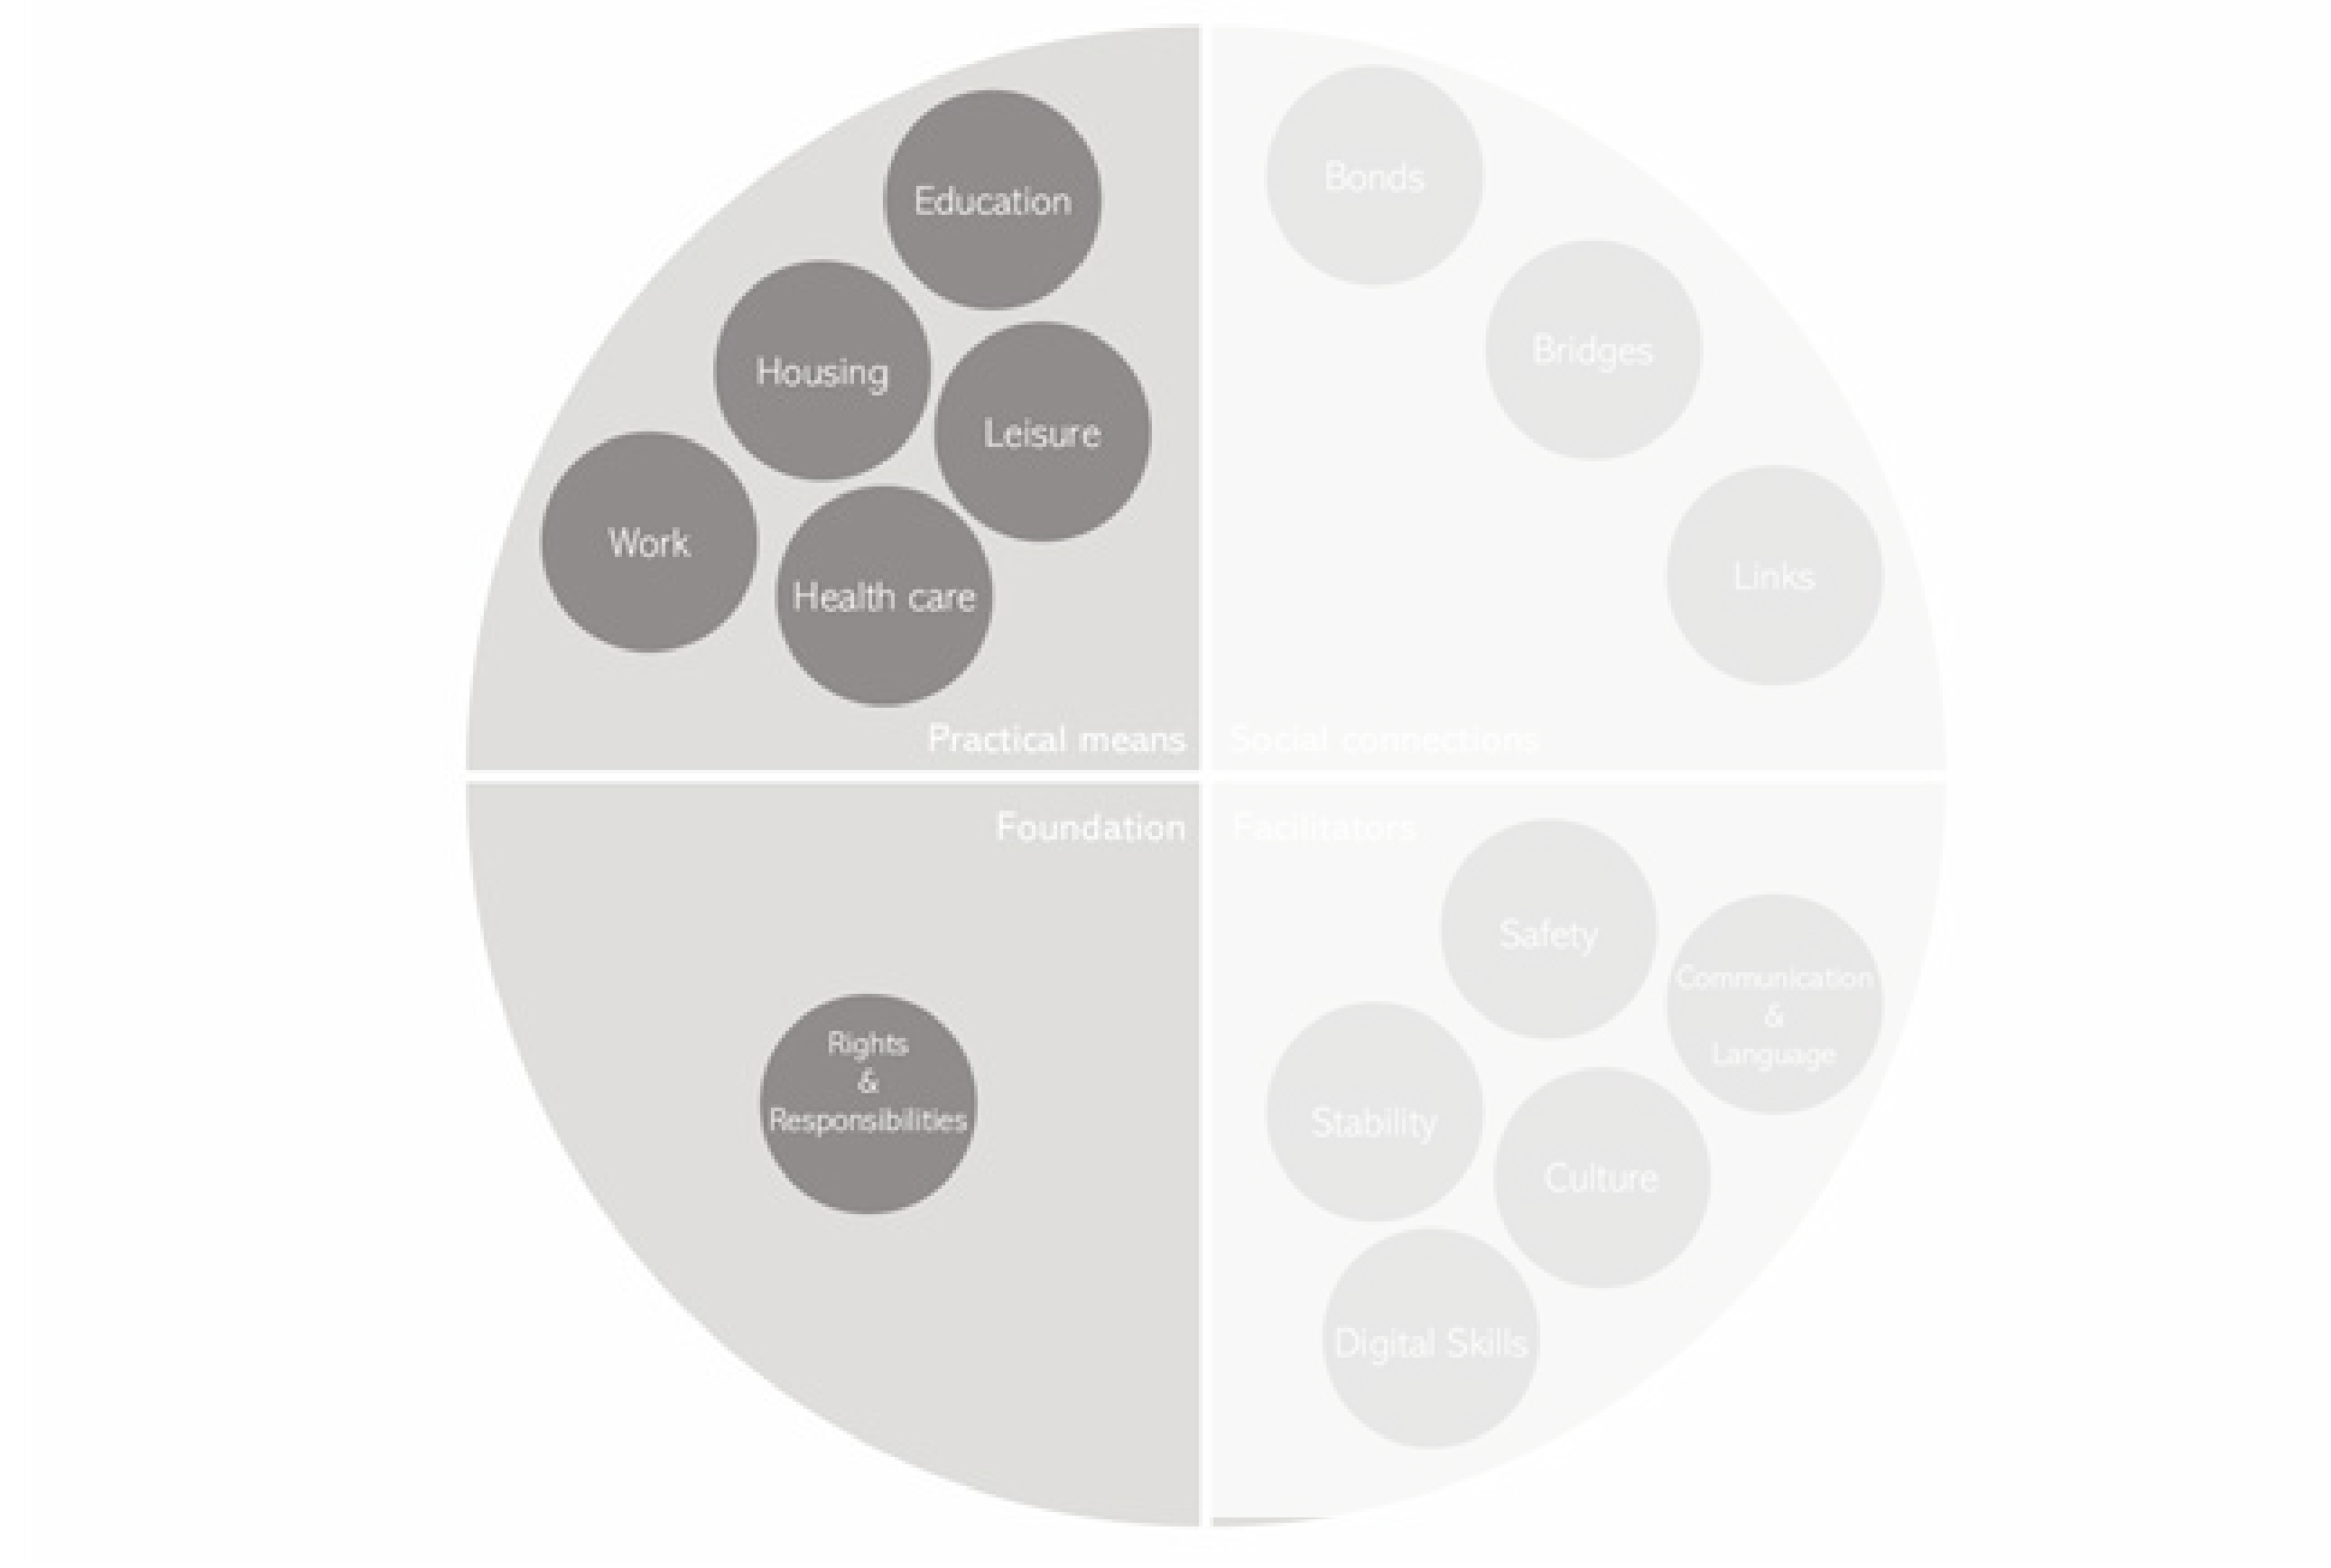 Education
Housing
Leisure
Work
Health care
Practical means
Bonds
Bridges
Links
Social connections
Foundation
Rights
&
Responsibilities
Facilitators
Safety
Communication
&
Language
Stability
Culture
Digital Skills